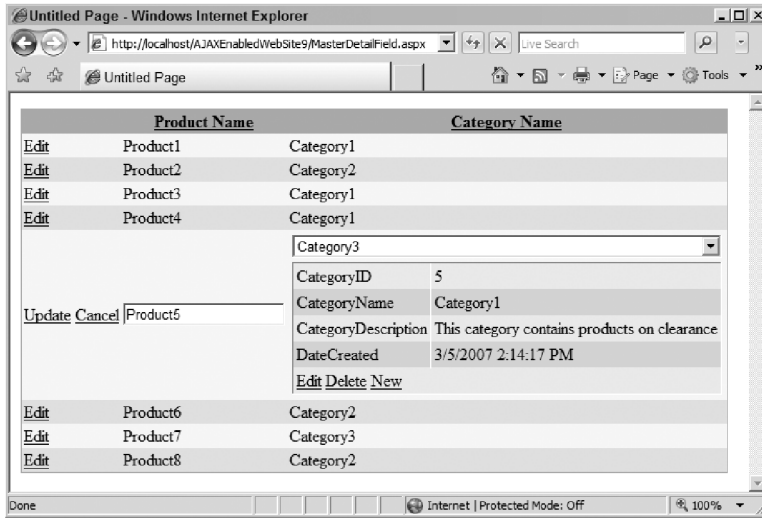 Untitled Page - Windows Internet Explorer
http://localhost/AJAXEnabledWebSite9/MasterDetailField.aspx Live Search
Untitled Page Page Tools »
Product Name Category Name
Edit Product1 Category1
Edit Product2 Category2
Edit Product3 Category1
Edit Product4 Category1
Category3
CategoryID 5
CategoryName Category1
Update Cancel Product5
CategoryDescription This category contains products on clearance
DateCreated 3/5/2007 2:14:17 PM
Edit Delete New
Edit Product6 Category2
Edit Product7 Category3
Edit Product8 Category2
Done Internet | Protected Mode: Off 100%